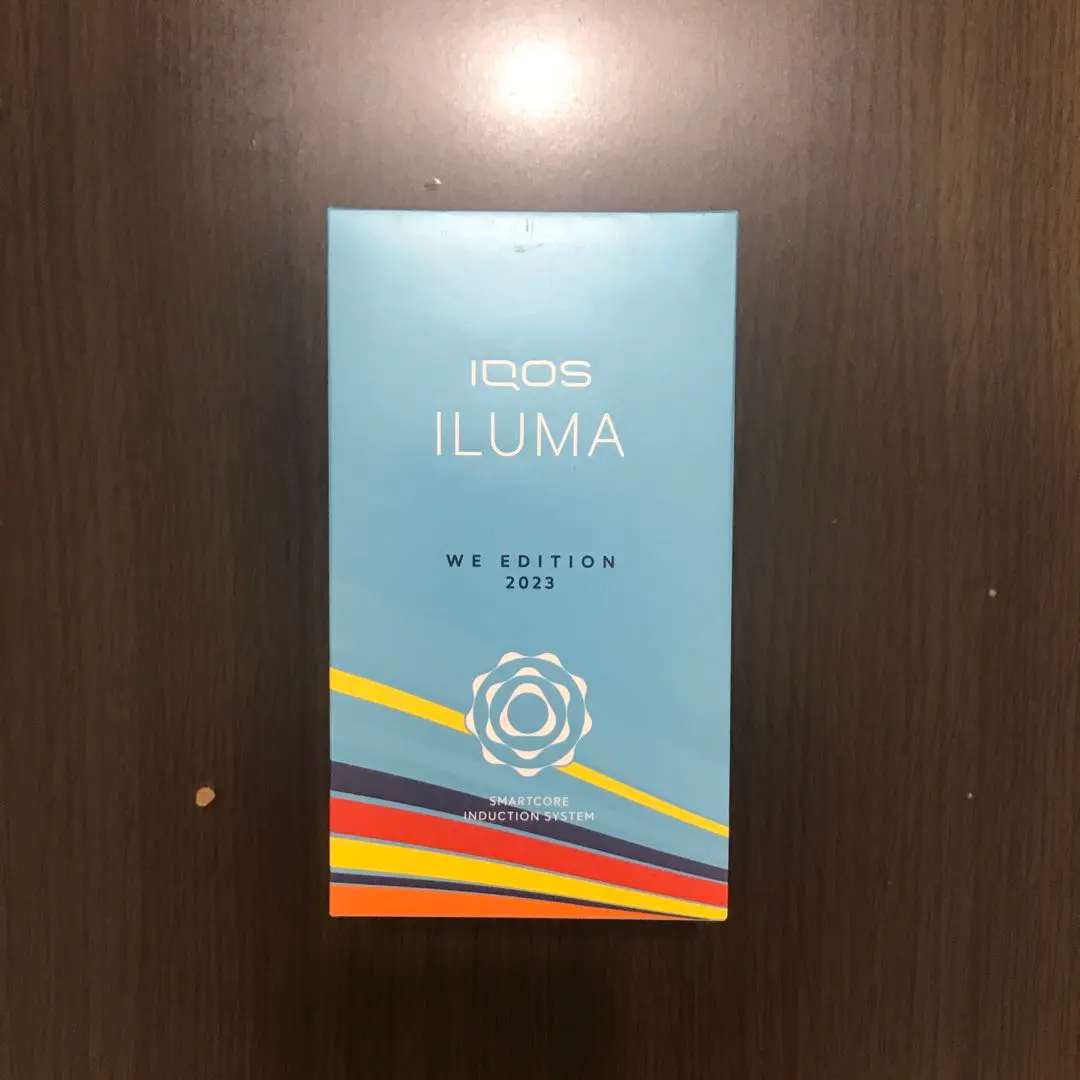 IQOS
ILUMA
WE EDITION
2023
SMARTCORE
INDUCTION SYSTEM